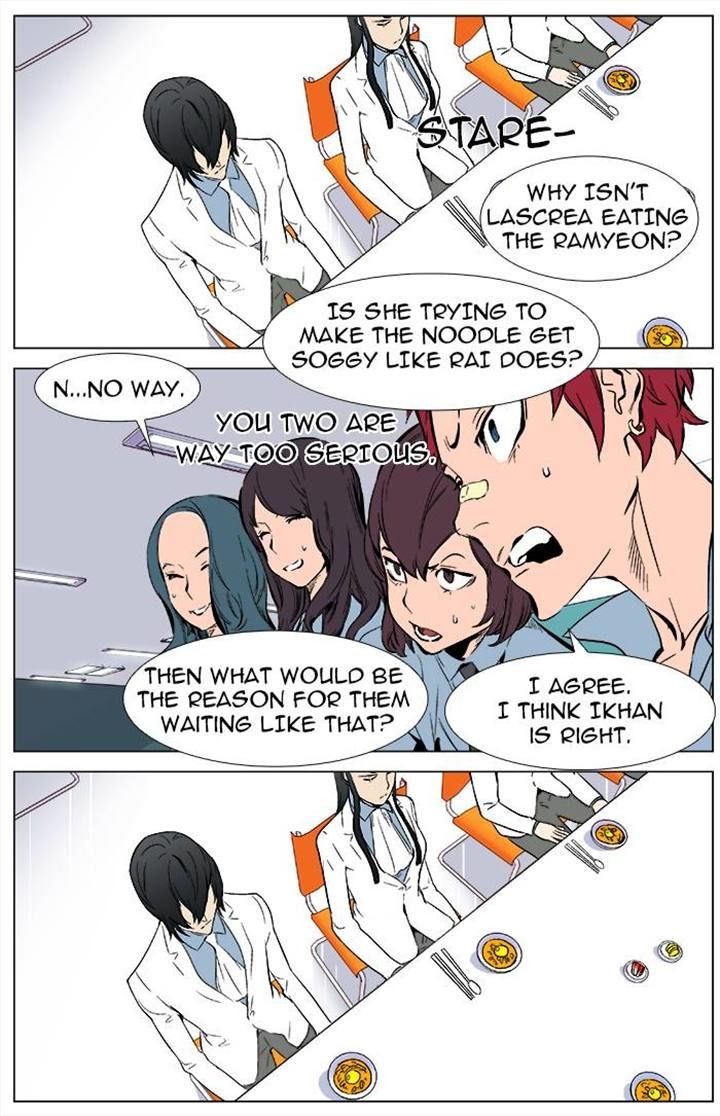 STARE-
WHY ISN'T
LASCREA EATING
THE RAMYEON?
IS SHE TRYING TO
MAKE THE NOODLE GET
SOGGY LIKE RAI DOES?
N...NO WAY.
YOU TWO ARE
WAY TOO SERIOUS.
THEN WHAT WOULD BE
THE REASON FOR THEM
WAITING LIKE THAT?
I AGREE.
I THINK IKHAN
IS RIGHT.